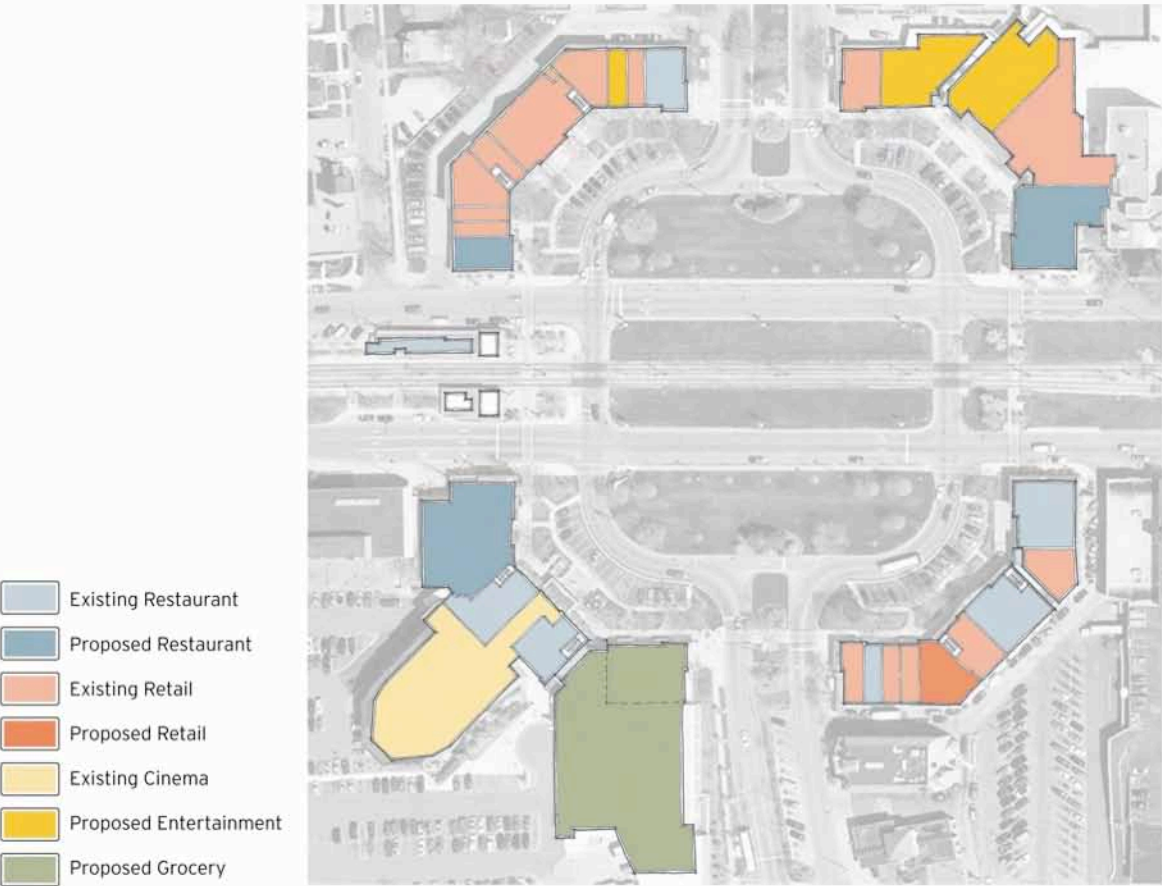 Existing Restaurant
Proposed Restaurant
Existing Retail
Proposed Retail
Existing Cinema
Proposed Entertainment
Proposed Grocery